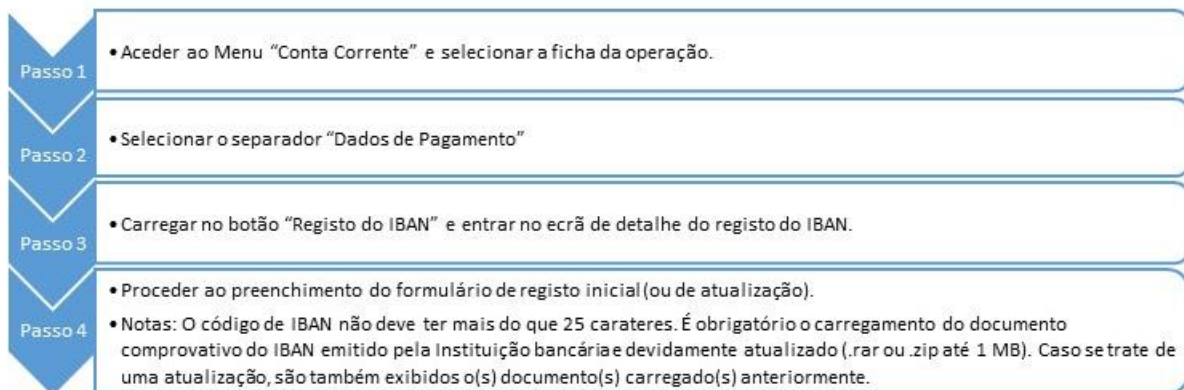 Passo 1
• Aceder ao Menu “Conta Corrente” e selecionar a ficha da operação.
Passo 2
• Selecionar o separador “Dados de Pagamento”
Passo 3
• Carregar no botão “Registo do IBAN” e entrar no ecrã de detalhe do registo do IBAN.
Passo 4
• Proceder ao preenchimento do formulário de registo inicial (ou de atualização).
• Notas: O código de IBAN não deve ter mais do que 25 carateres. É obrigatório o carregamento do documento
comprovativo do IBAN emitido pela Instituição bancária e devidamente atualizado (.rar ou .zip até 1 MB). Caso se trate de
uma atualização, são também exibidos o(s) documento(s) carregado(s) anteriormente.